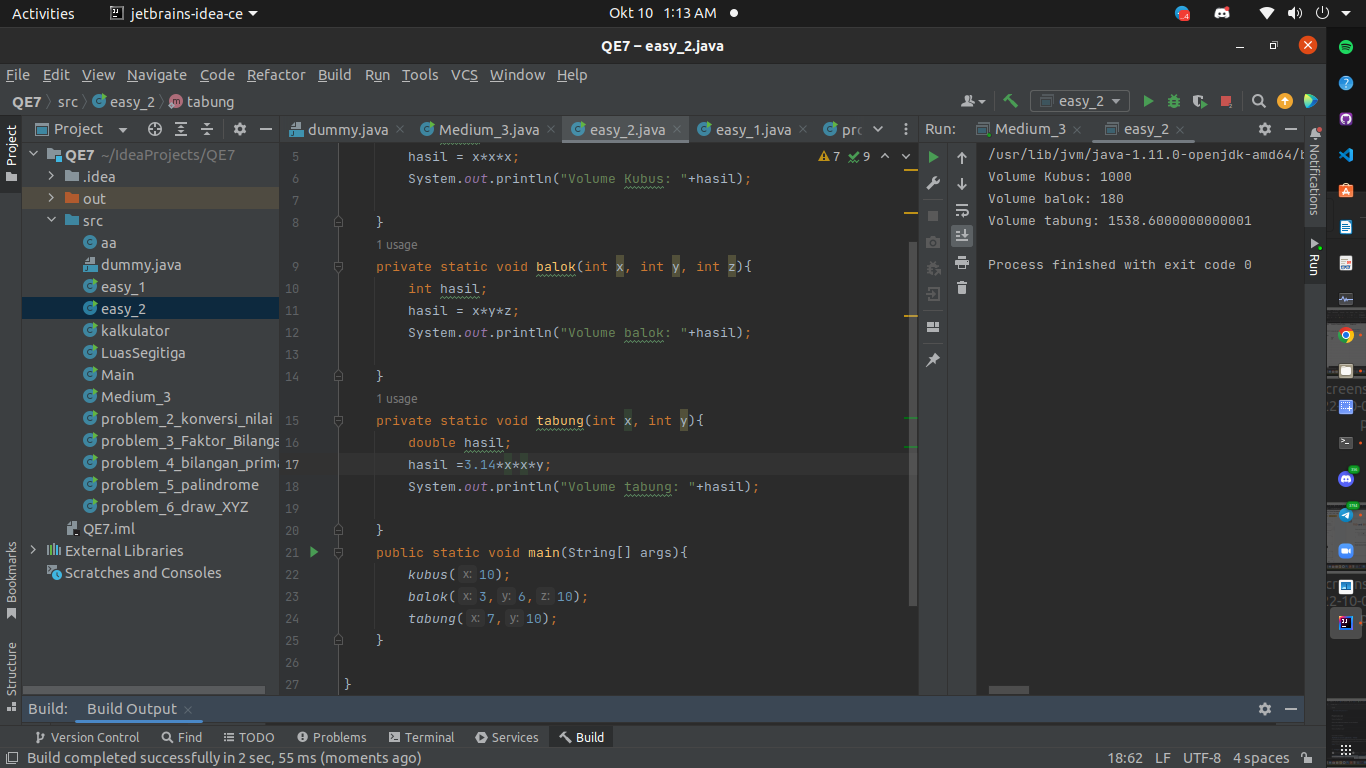 Activities jetbrains-idea-ce Okt 10 1:13 AM
QE7 – easy_2.java
File Edit View Navigate Code Refactor Build Run Tools VCS Window Help
QE7 src easy_2 tabung easy_2
Project
Project
dummy.java Medium_3.java easy_2.java easy_1.java
Run: Medium_3 easy_2
Notifications
Run
QE7 ~/IdeaProjects/QE7
.idea
out
src
aa
dummy.java
easy_1
easy_2
kalkulator
LuasSegitiga
Main
Medium_3
problem_2_konversi_nilai
problem_3_Faktor_Bilanga
problem_4_bilangan_prima
problem_5_palindrome
problem_6_draw_XYZ
QE7.iml
External Libraries
Scratches and Consoles
Bookmarks
Structure
7 9
5 hasil = x*x*x;
6 System.out.println("Volume Kubus: "+hasil);
7
8 }
1 usage
9 private static void balok(int x, int y, int z){
10 int hasil;
11 hasil = x*y*z;
12 System.out.println("Volume balok: "+hasil);
13
14 }
1 usage
15 private static void tabung(int x, int y){
16 double hasil;
17 hasil =3.14*x*x*y;
18 System.out.println("Volume tabung: "+hasil);
19
20 }
21 public static void main(String[] args){
22 kubus( x: 10);
23 balok( x: 3, y: 6, z: 10);
24 tabung( x: 7, y: 10);
25 }
26
27 }
/usr/lib/jvm/java-1.11.0-openjdk-amd64/b
Volume Kubus: 1000
Volume balok: 180
Volume tabung: 1538.6000000000001
Process finished with exit code 0
Build: Build Output
Version Control Find TODO Problems Terminal Services Build
Build completed successfully in 2 sec, 55 ms (moments ago) 18:62 LF UTF-8 4 spaces